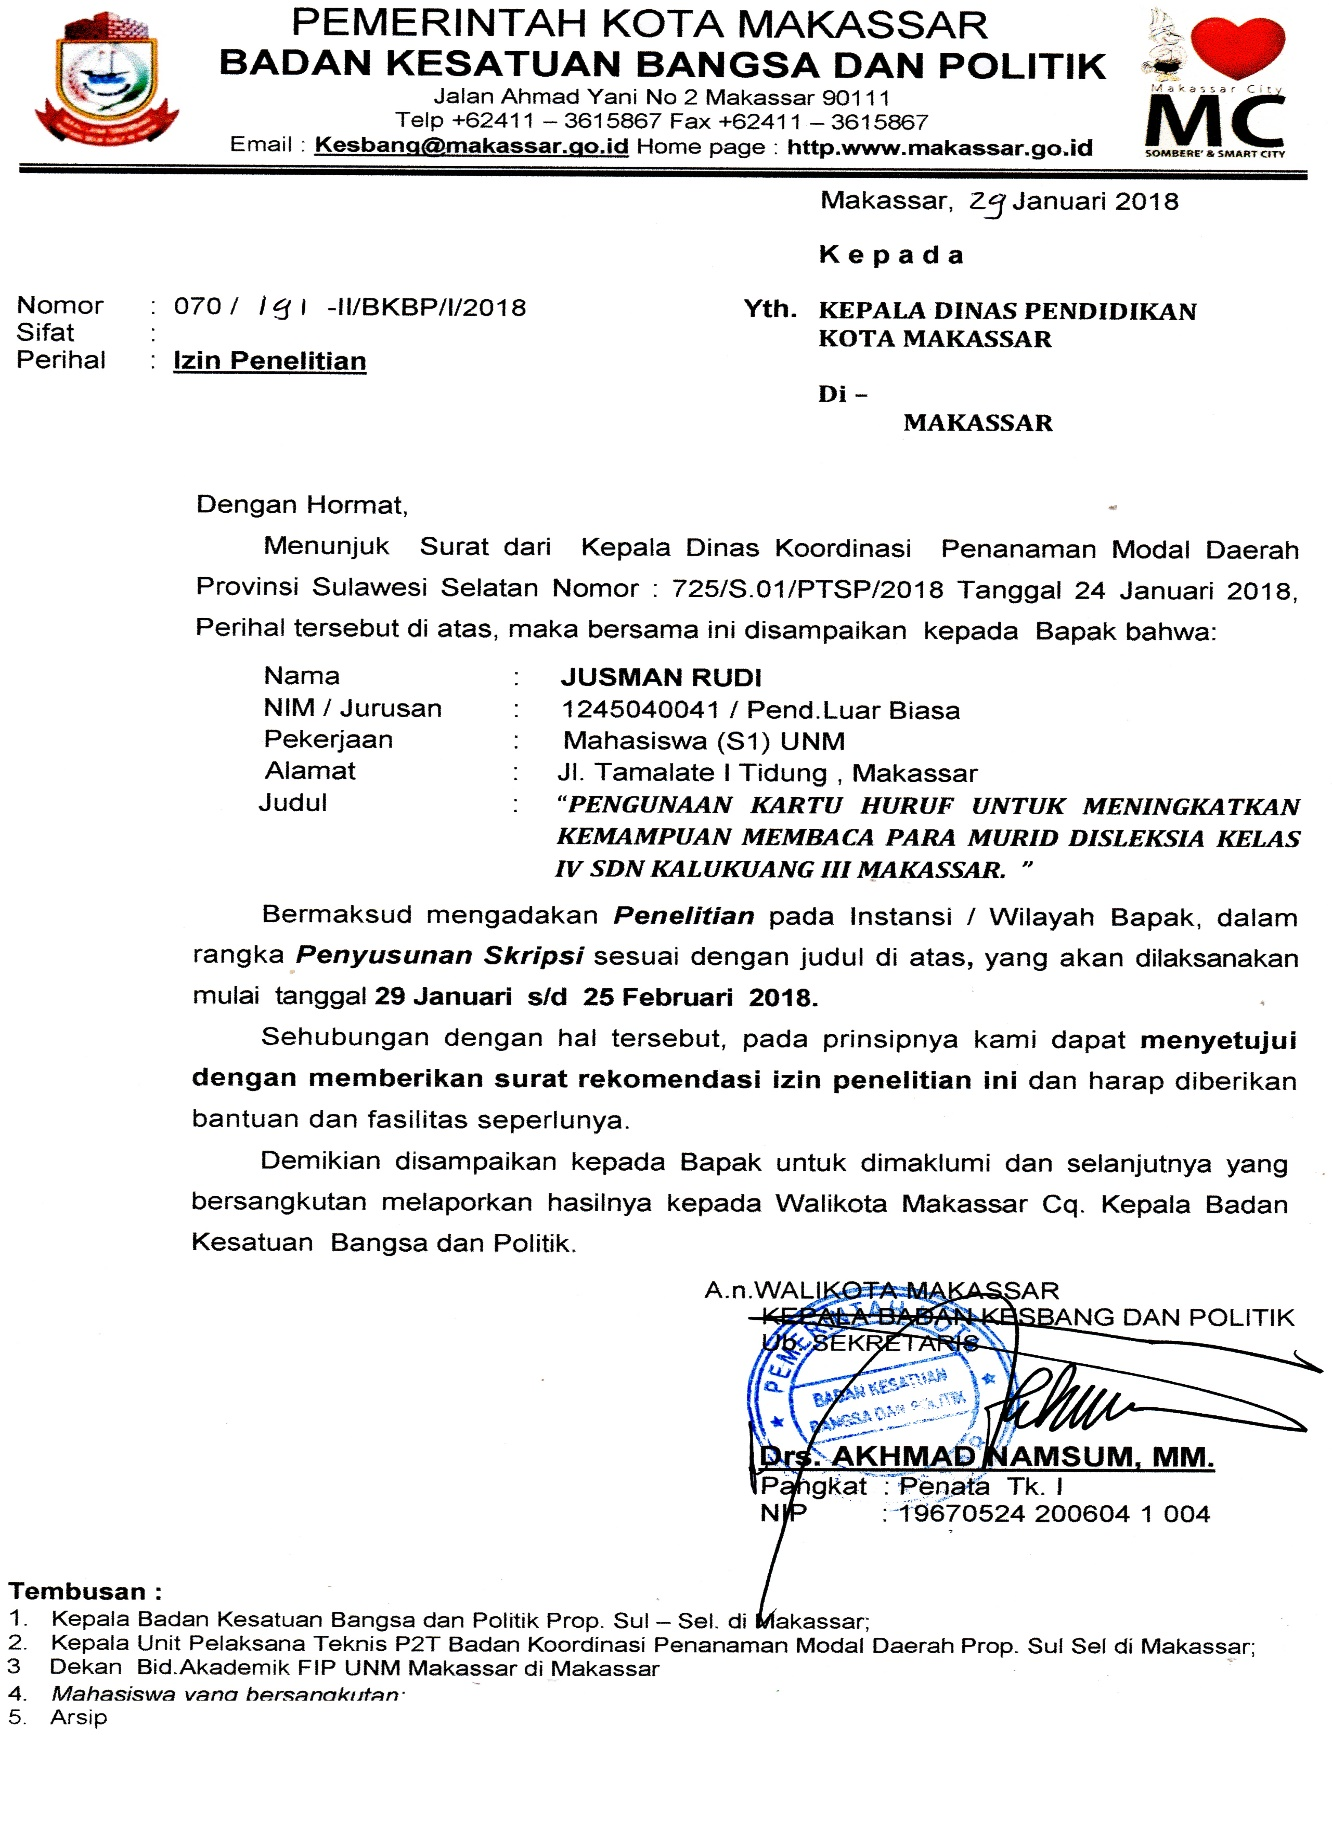 PEMERINTAH KOTA MAKASSAR
BADAN KESATUAN BANGSA DAN POLITIK
Jalan Ahmad Yani No 2 Makassar 90111
Telp +62411 – 3615867 Fax +62411 – 3615867
Email : Kesbang@makassar.go.id Home page : http.www.makassar.go.id
Makassar City
MC
SOMBERE' & SMART CITY
Makassar, 29 Januari 2018
Kepada
Nomor : 070 / 191 -II/BKBP/I/2018
Sifat :
Perihal : Izin Penelitian
Yth. KEPALA DINAS PENDIDIKAN
KOTA MAKASSAR
Di –
MAKASSAR
Dengan Hormat,
Menunjuk Surat dari Kepala Dinas Koordinasi Penanaman Modal Daerah
Provinsi Sulawesi Selatan Nomor : 725/S.01/PTSP/2018 Tanggal 24 Januari 2018,
Perihal tersebut di atas, maka bersama ini disampaikan kepada Bapak bahwa:
Nama : JUSMAN RUDI
NIM / Jurusan : 1245040041 / Pend.Luar Biasa
Pekerjaan : Mahasiswa (S1) UNM
Alamat : Jl. Tamalate I Tidung , Makassar
Judul : “PENGUNAAN KARTU HURUF UNTUK MENINGKATKAN
KEMAMPUAN MEMBACA PARA MURID DISLEKSIA KELAS
IV SDN KALUKUANG III MAKASSAR. ”
Bermaksud mengadakan Penelitian pada Instansi / Wilayah Bapak, dalam
rangka Penyusunan Skripsi sesuai dengan judul di atas, yang akan dilaksanakan
mulai tanggal 29 Januari s/d 25 Februari 2018.
Sehubungan dengan hal tersebut, pada prinsipnya kami dapat menyetujui
dengan memberikan surat rekomendasi izin penelitian ini dan harap diberikan
bantuan dan fasilitas seperlunya.
Demikian disampaikan kepada Bapak untuk dimaklumi dan selanjutnya yang
bersangkutan melaporkan hasilnya kepada Walikota Makassar Cq. Kepala Badan
Kesatuan Bangsa dan Politik.
A.n.WALIKOTA MAKASSAR
KEPALA BADAN KESBANG DAN POLITIK
Ub. SEKRETARIS
PEMERINTAH KOTA
BADAN KESATUAN
BANGSA DAN POLITIK
Drs. AKHMAD NAMSUM, MM.
Pangkat : Penata Tk. I
NIP : 19670524 200604 1 004
Tembusan :
1. Kepala Badan Kesatuan Bangsa dan Politik Prop. Sul – Sel. di Makassar;
2. Kepala Unit Pelaksana Teknis P2T Badan Koordinasi Penanaman Modal Daerah Prop. Sul Sel di Makassar;
3 Dekan Bid.Akademik FIP UNM Makassar di Makassar
4. Mahasiswa yang bersangkutan;
5. Arsip